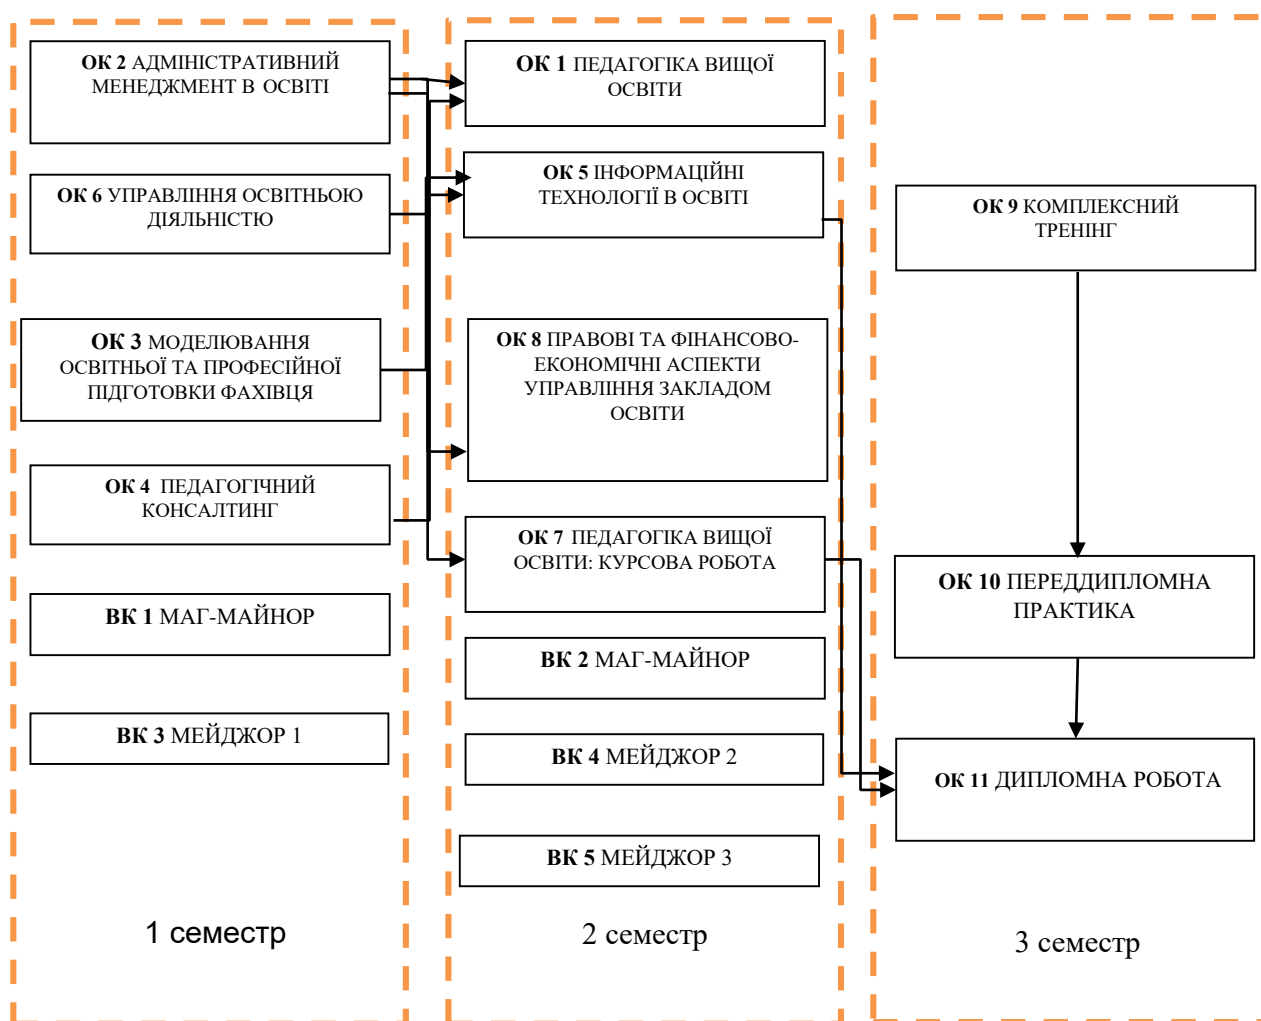 ОК 2 АДМІНІСТРАТИВНИЙ
МЕНЕДЖМЕНТ В ОСВІТІ
ОК 6 УПРАВЛІННЯ ОСВІТНЬОЮ
ДІЯЛЬНІСТЮ
ОК 3 МОДЕЛЮВАННЯ
ОСВІТНЬОЇ ТА ПРОФЕСІЙНОЇ
ПІДГОТОВКИ ФАХІВЦЯ
ОК 4 ПЕДАГОГІЧНИЙ
КОНСАЛТИНГ
ВК 1 МАГ-МАЙНОР
ВК 3 МЕЙДЖОР 1
1 семестр
ОК 1 ПЕДАГОГІКА ВИЩОЇ
ОСВІТИ
ОК 5 ІНФОРМАЦІЙНІ
ТЕХНОЛОГІЇ В ОСВІТІ
ОК 8 ПРАВОВІ ТА ФІНАНСОВО-
ЕКОНОМІЧНІ АСПЕКТИ
УПРАВЛІННЯ ЗАКЛАДОМ
ОСВІТИ
ОК 7 ПЕДАГОГІКА ВИЩОЇ
ОСВІТИ: КУРСОВА РОБОТА
ВК 2 МАГ-МАЙНОР
ВК 4 МЕЙДЖОР 2
ВК 5 МЕЙДЖОР 3
2 семестр
ОК 9 КОМПЛЕКСНИЙ
ТРЕНІНГ
ОК 10 ПЕРЕДДИПЛОМНА
ПРАКТИКА
ОК 11 ДИПЛОМНА РОБОТА
3 семестр